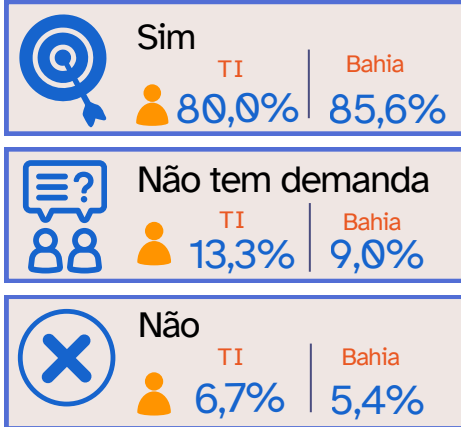 Sim
TI Bahia
80,0% 85,6%
?
Não tem demanda
TI Bahia
13,3% 9,0%
Não
TI Bahia
6,7% 5,4%